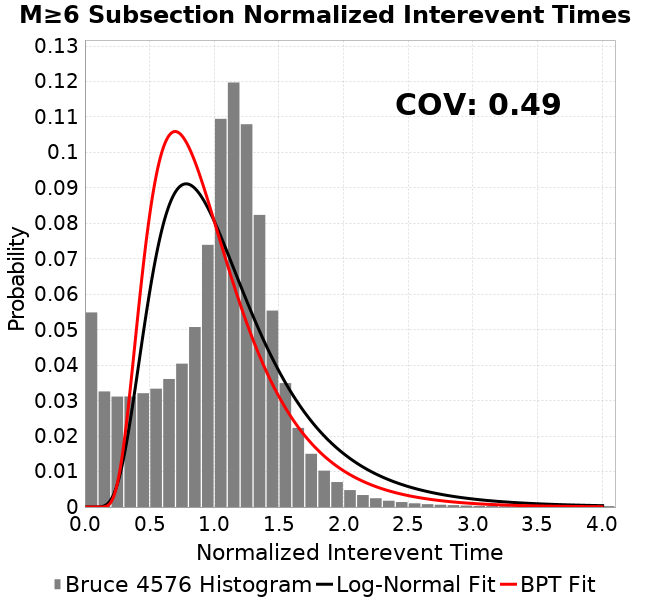 M≥6 Subsection Normalized Interevent Times
COV: 0.49
Probability
0.13
0.12
0.11
0.1
0.09
0.08
0.07
0.06
0.05
0.04
0.03
0.02
0.01
0
0.0 0.5 1.0 1.5 2.0 2.5 3.0 3.5 4.0
Normalized Interevent Time
Bruce 4576 Histogram Log-Normal Fit BPT Fit